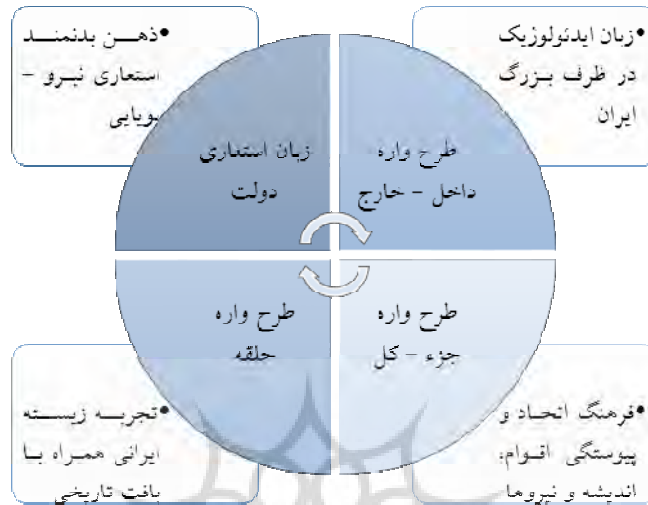 •زبان ایدئولوزیک
در ظرف بزرگ
ایران
•ذهن بدنمند
استعاری نیرو –
پویایی
طرح واره
داخل – خارج
زبان استعاری
دولت
طرح واره
جزء – کل
طرح واره
حلقه
•فرهنگ اتحاد و
پیوستگی اقوام،
اندیشه و نیروها
•تجربه زیسته
ایرانی همراه با
بافت تاریخی